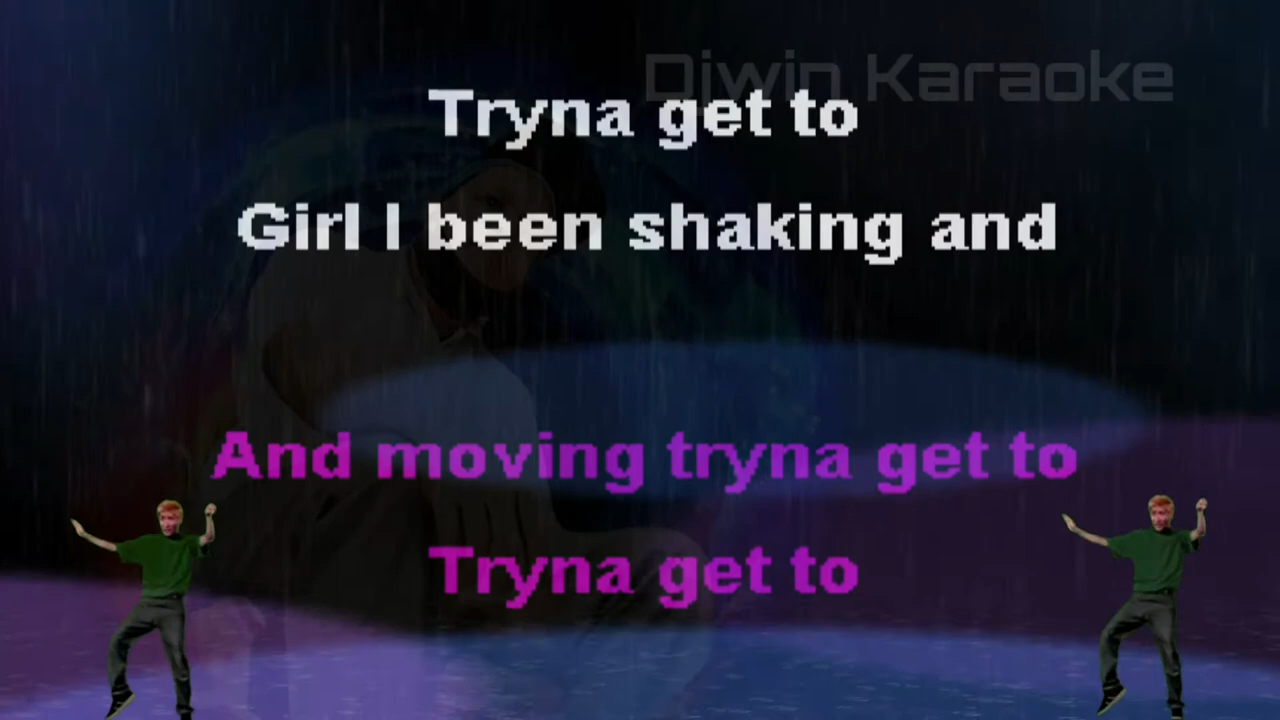 Diwin Karaoke
Tryna get to
Girl I been shaking and
And moving tryna get to
Tryna get to